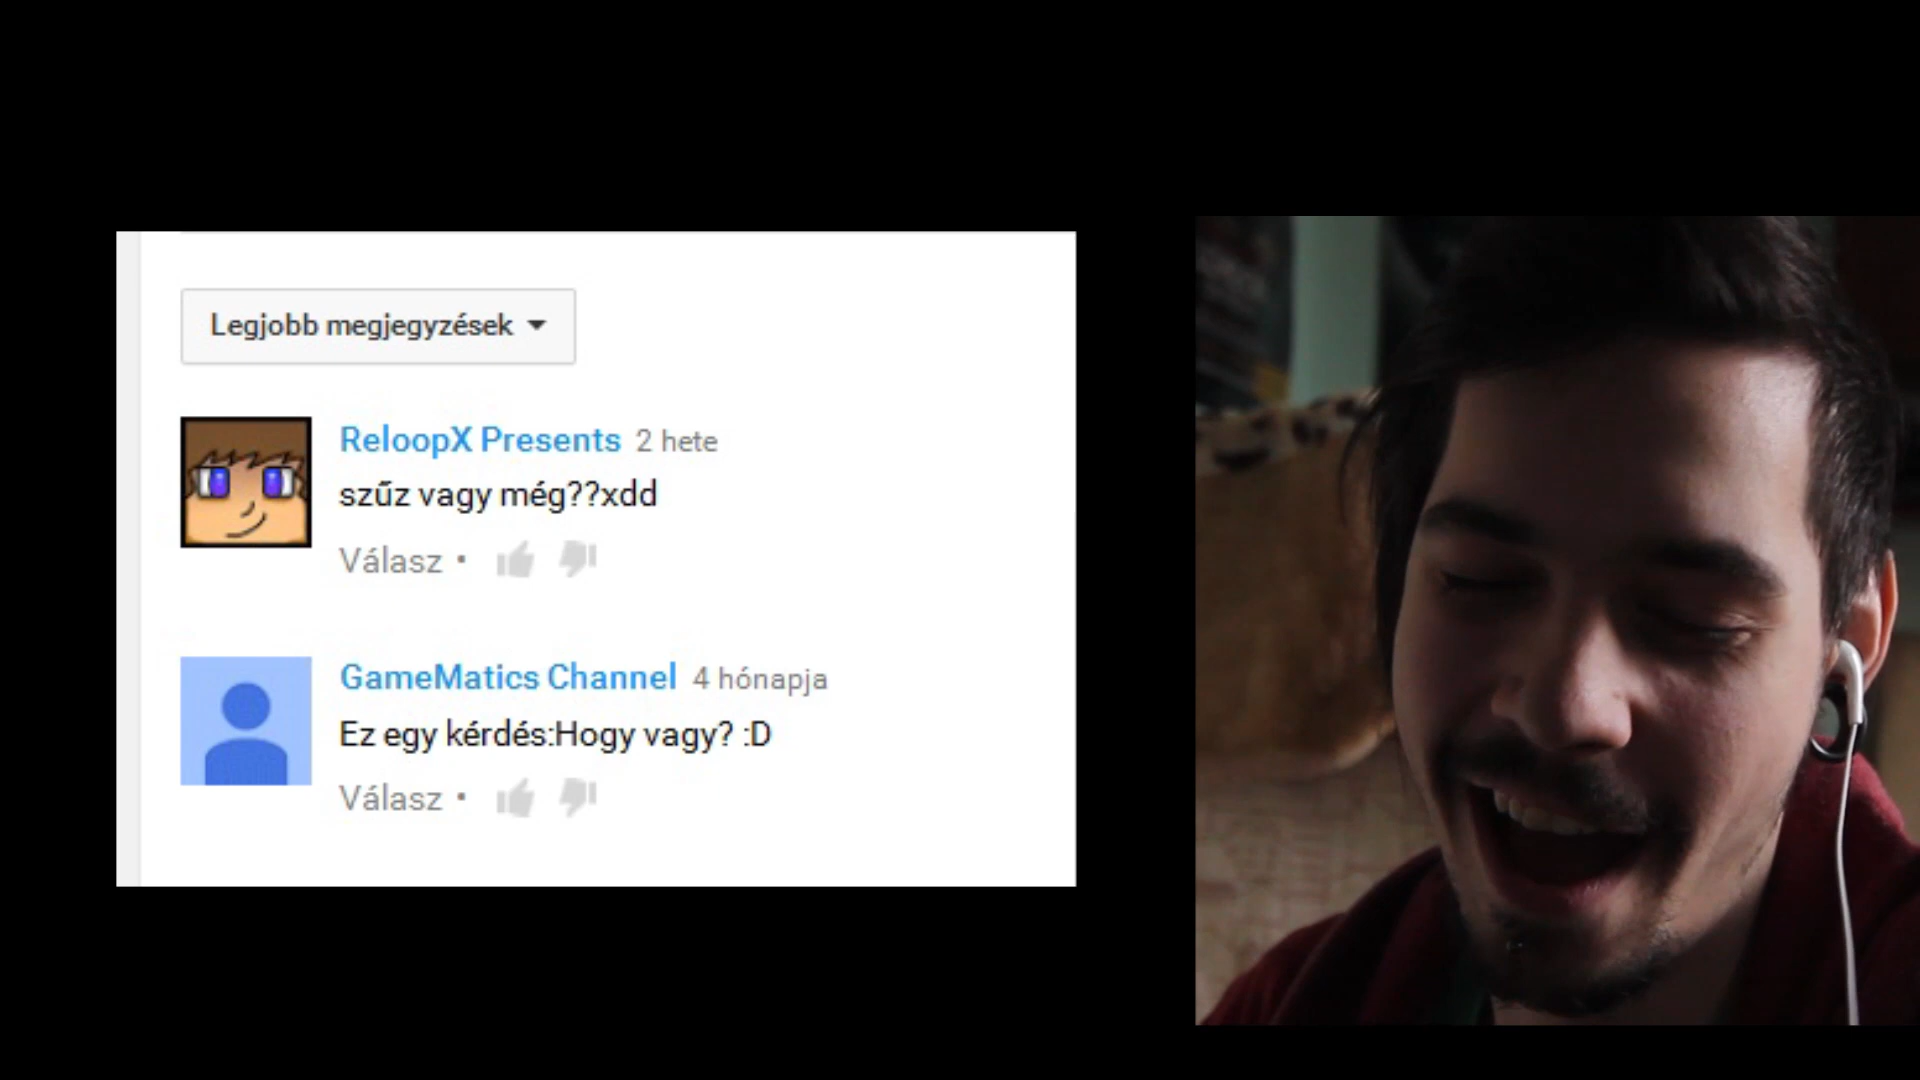 Legjobb megjegyzések
ReloopX Presents 2 hete
szűz vagy még??xdd
Válasz •
GameMatics Channel 4 hónapja
Ez egy kérdés:Hogy vagy? :D
Válasz •